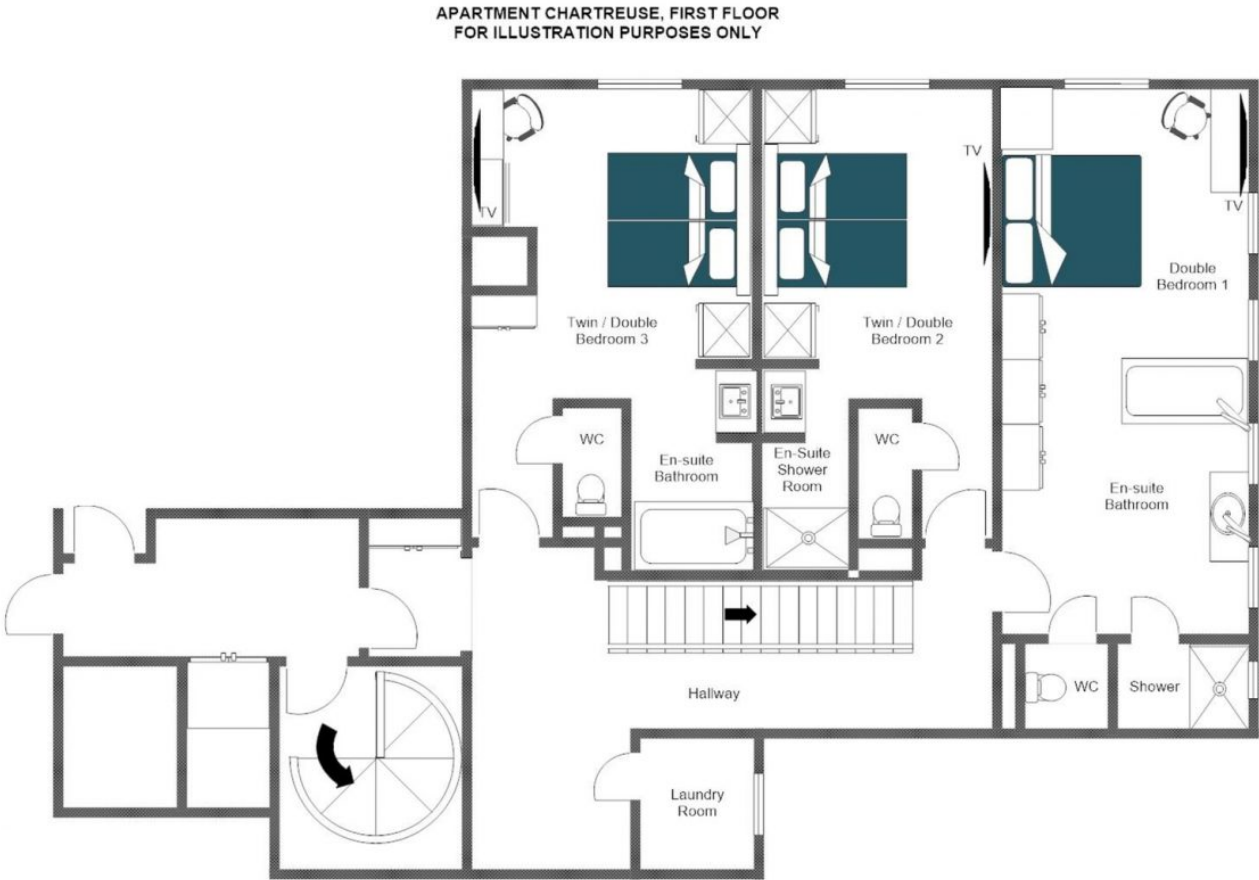 APARTMENT CHARTREUSE, FIRST FLOOR
FOR ILLUSTRATION PURPOSES ONLY
TV
TV
TV
Double
Bedroom 1
Twin / Double
Bedroom 3
Twin / Double
Bedroom 2
WC
En-suite
Bathroom
En-Suite
Shower
Room
WC
En-suite
Bathroom
Hallway
WC
Shower
Laundry
Room